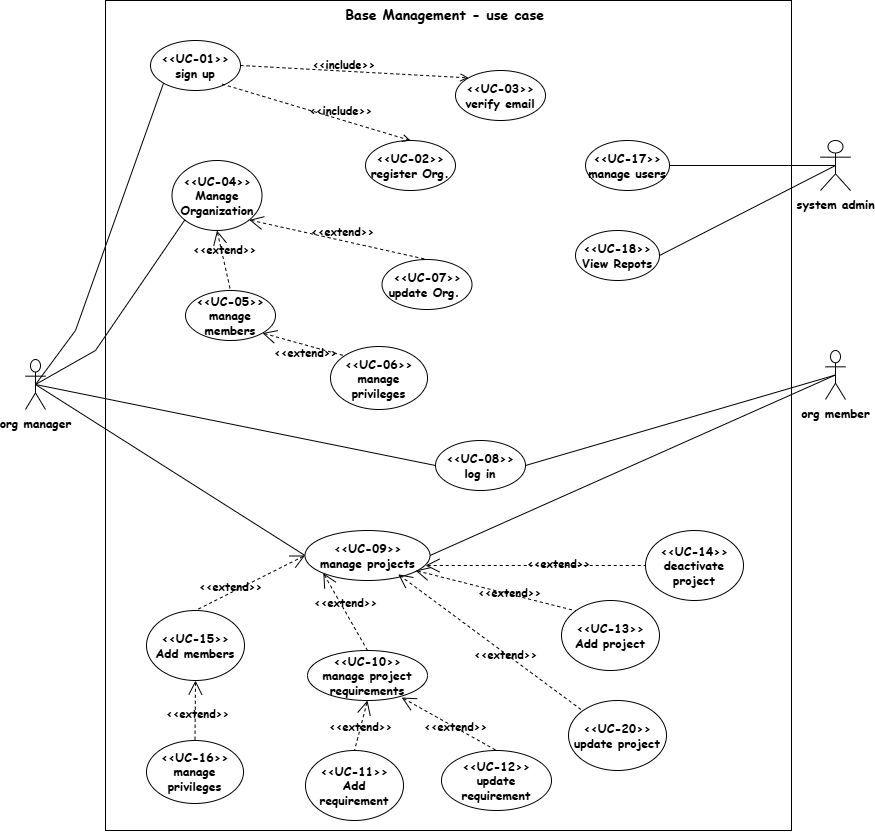 Base Management - use case
<<UC-01>>
sign up
<<include>>
<<UC-03>>
verify email
<<include>>
<<UC-02>>
register Org.
<<UC-17>>
manage users
system admin
<<UC-04>>
Manage
Organization
<<extend>>
<<extend>>
<<UC-18>>
View Repots
<<UC-07>>
update Org.
<<UC-05>>
manage
members
<<extend>>
<<UC-06>>
manage
privileges
org manager
org member
<<UC-08>>
log in
<<UC-09>>
manage projects
<<extend>>
<<UC-14>>
deactivate
project
<<extend>>
<<extend>>
<<extend>>
<<UC-13>>
Add project
<<UC-15>>
Add members
<<extend>>
<<UC-10>>
manage project
requirements
<<extend>>
<<extend>>
<<extend>>
<<UC-20>>
update project
<<UC-16>>
manage
privileges
<<UC-11>>
Add
requirement
<<UC-12>>
update
requirement